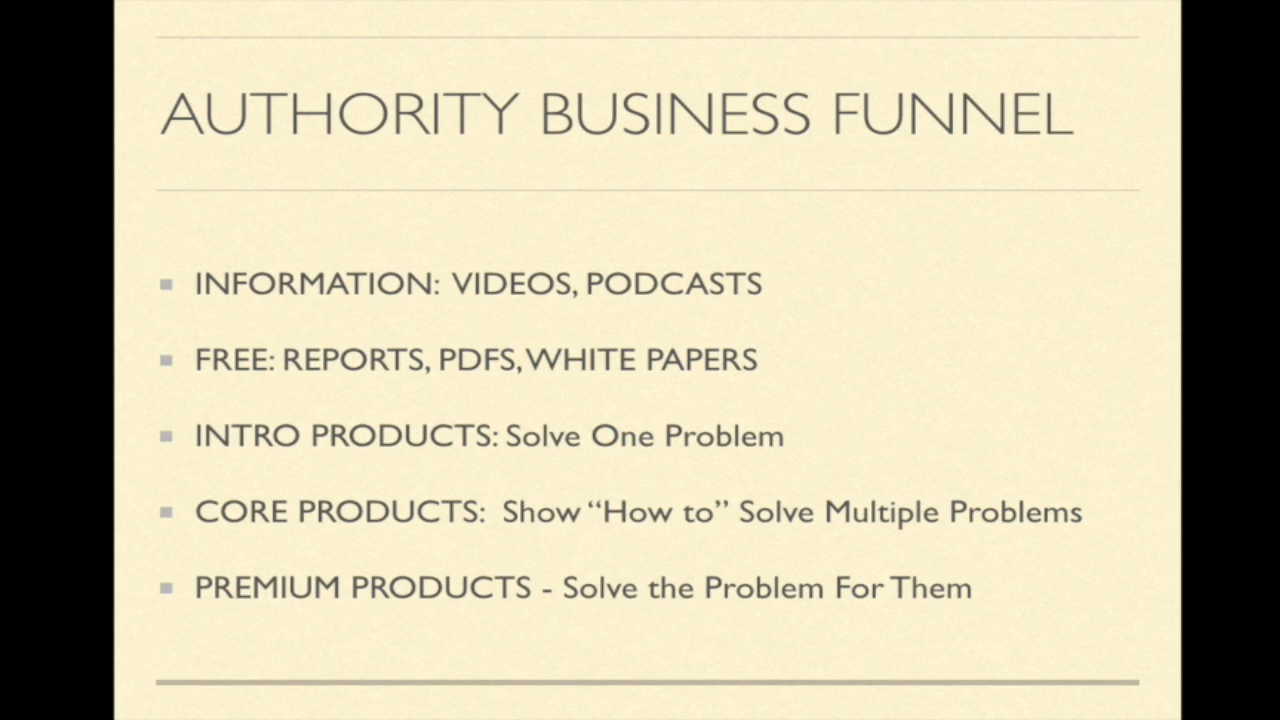 AUTHORITY BUSINESS FUNNEL
INFORMATION: VIDEOS, PODCASTS
FREE: REPORTS, PDFS, WHITE PAPERS
INTRO PRODUCTS: Solve One Problem
CORE PRODUCTS: Show “How to” Solve Multiple Problems
PREMIUM PRODUCTS - Solve the Problem For Them